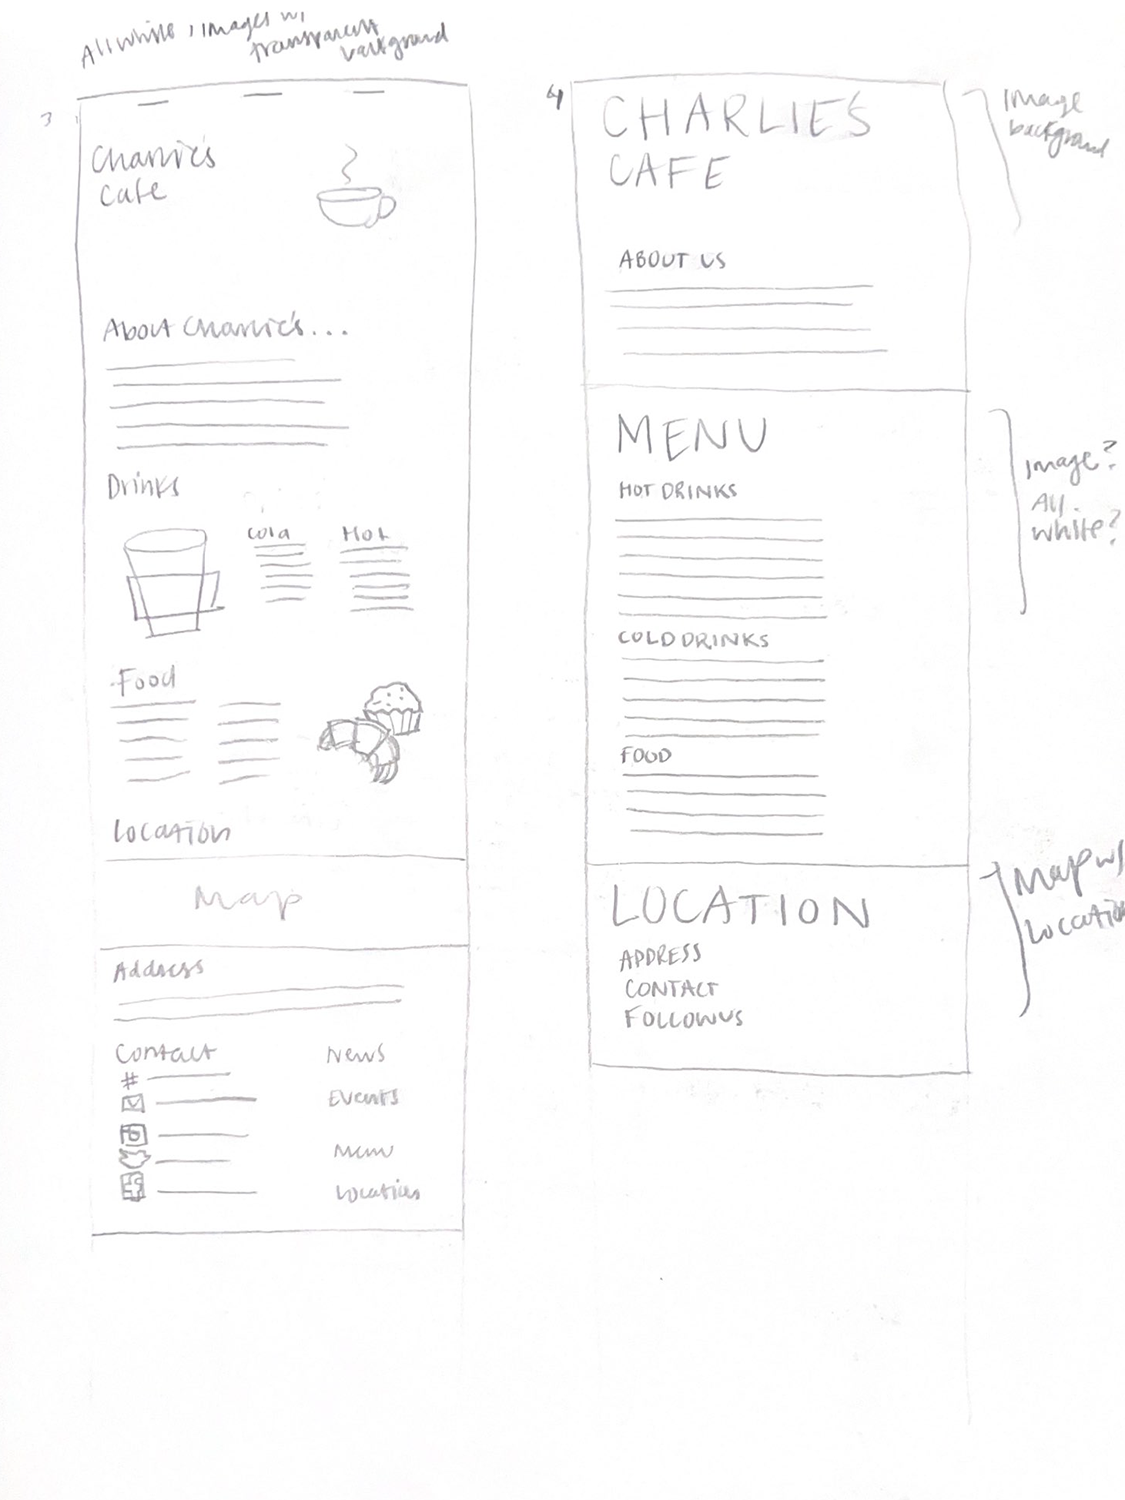 All white, images w/
transparent
background
3
Charlie's
Cafe
About Charlie's...
Drinks
Cold
Hot
Food
Location
Map
Address
Contact
#
News
Events
Menu
Location
4
CHARLIE'S
CAFE
ABOUT US
MENU
HOT DRINKS
COLD DRINKS
FOOD
LOCATION
ADDRESS
CONTACT
FOLLOW US
Image
background
Image?
All
white?
Map w/
Location